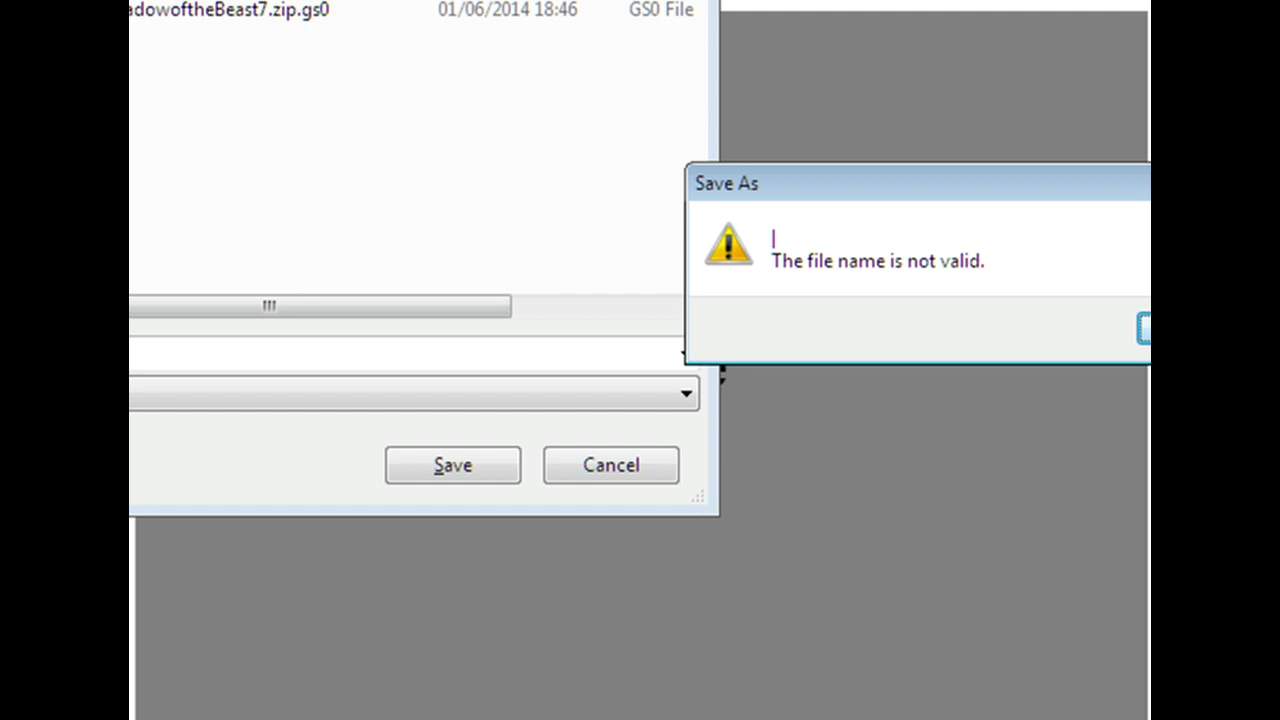 adowoftheBeast7.zip.gs0 01/06/2014 18:46 GS0 File
Save As
|
The file name is not valid.
Save Cancel